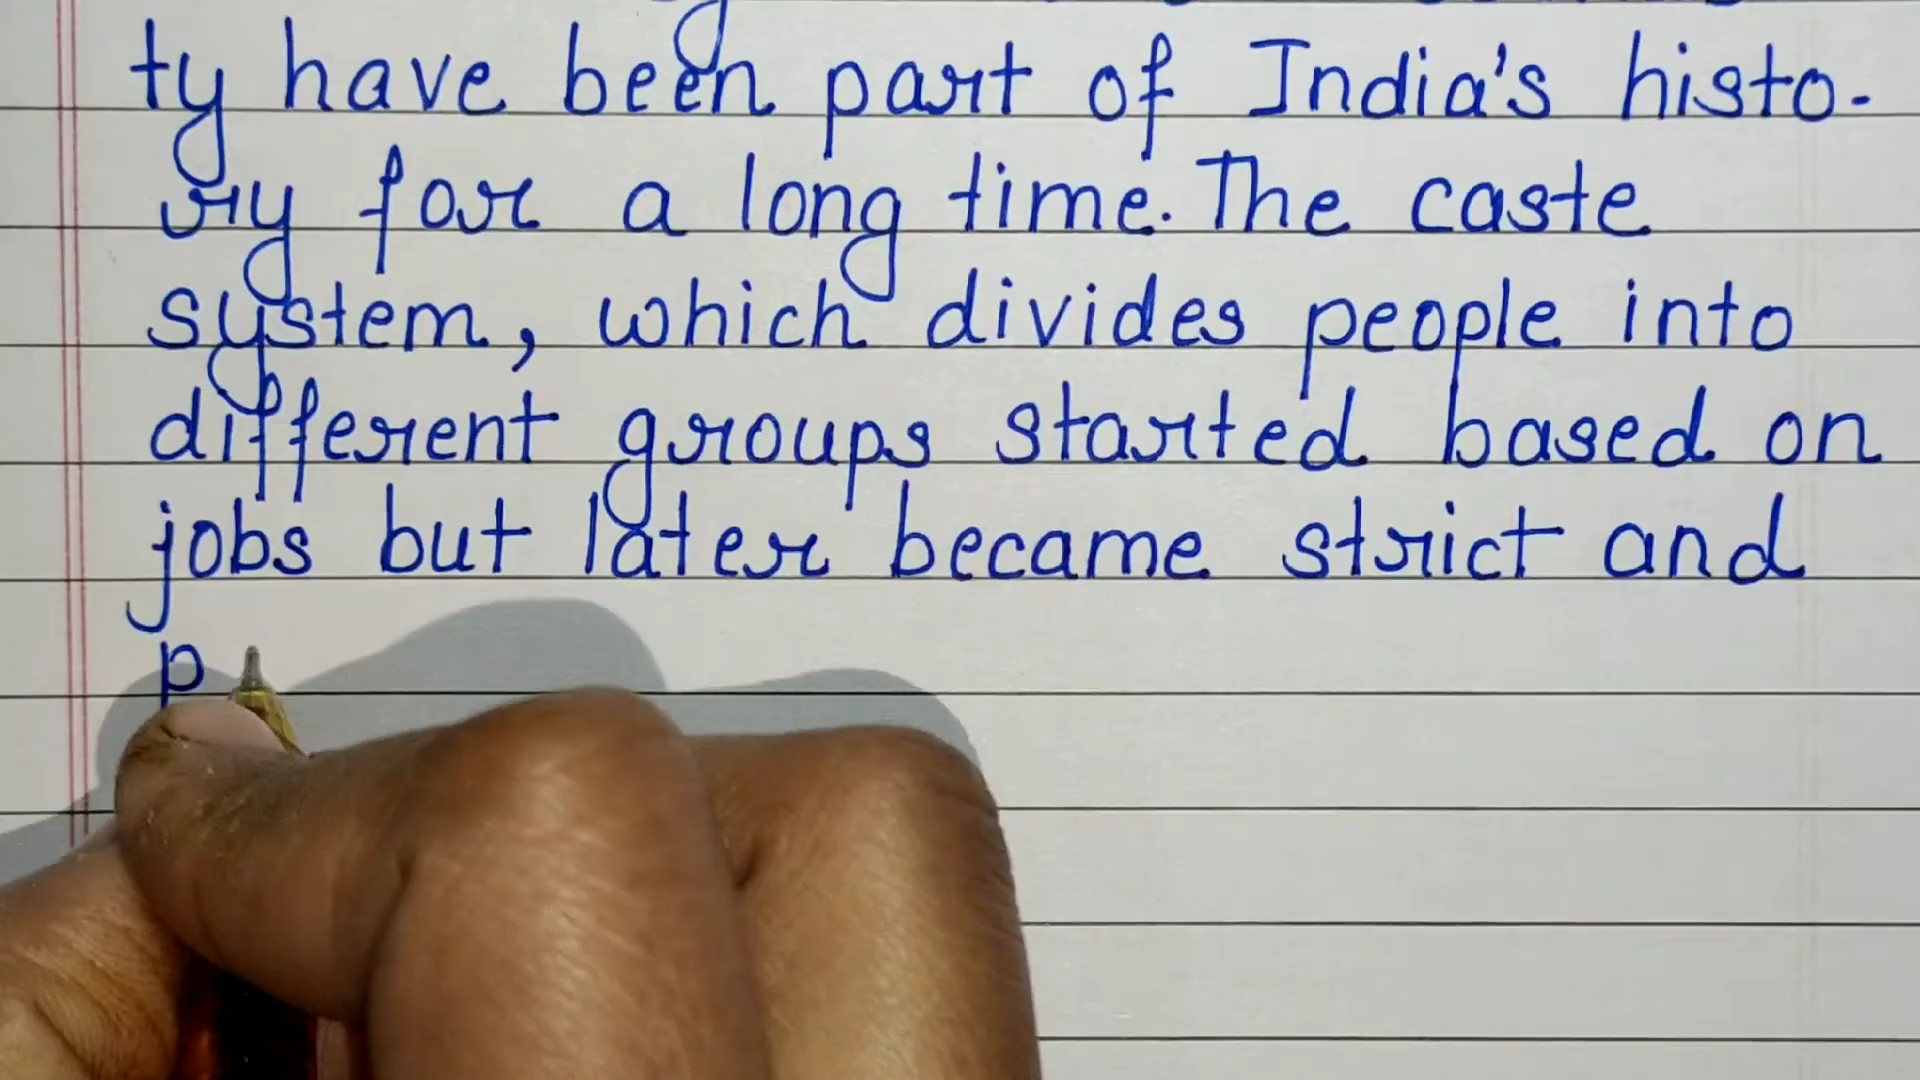 ty have been part of India's histo-
ry for a long time. The caste
system, which divides people into
different groups started based on
jobs but later became strict and
p